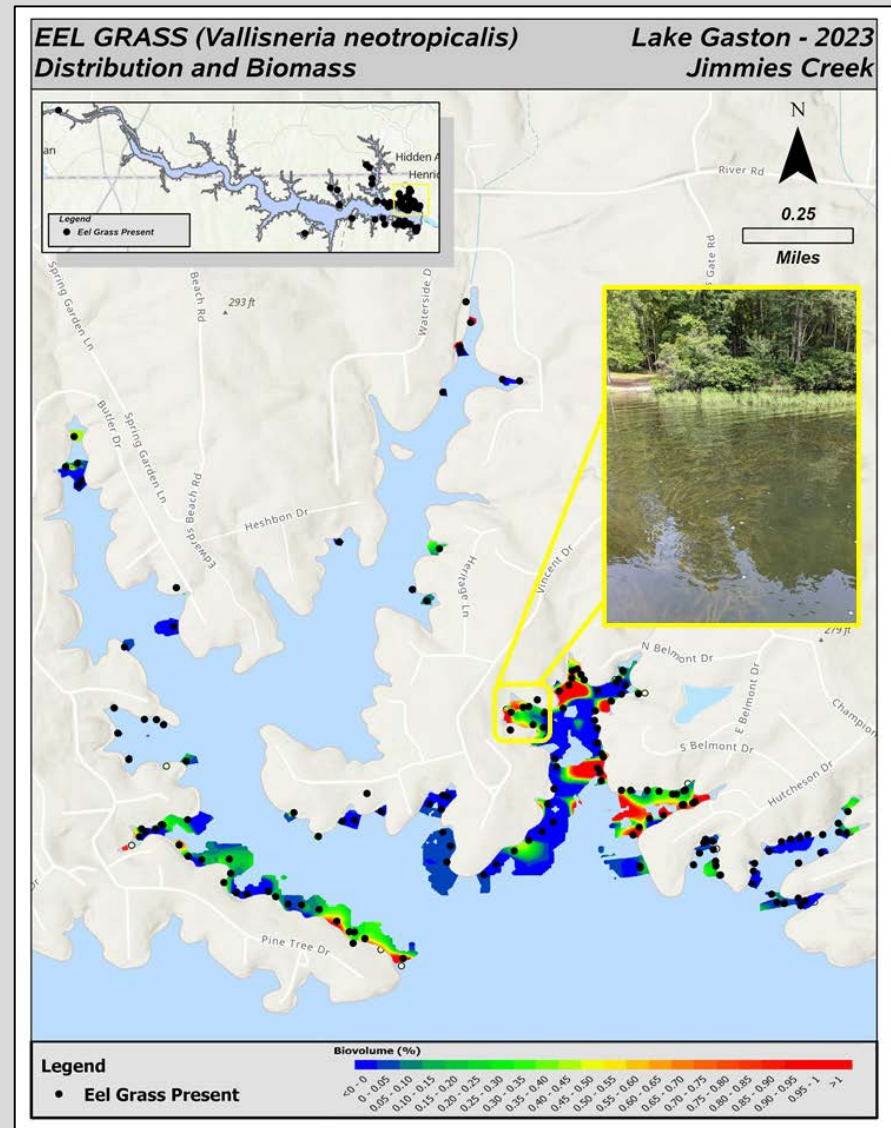 EEL GRASS (Vallisneria neotropicalis)
Distribution and Biomass
Lake Gaston - 2023
Jimmies Creek
an
Hidden A
Henric
Legend
Eel Grass Present
N
0.25
Miles
River Rd
s Gate Rd
Spring Garden Ln
Beach Rd
293 ft
Waterside D
Butler Dr
Spring Garden Ln
Edwards Beach Rd
Heshbon Dr
Heritage Ln
Vincent Dr
279 ft
N Belmont Dr
E Belmont Dr
Champion
S Belmont Dr
Hutcheson Dr
Dr
Pine Tree Dr
Legend
Eel Grass Present
Biovolume (%)
<0 - 0
0 - 0.05
0.05 - 0.10
0.10 - 0.15
0.15 - 0.20
0.20 - 0.25
0.25 - 0.30
0.30 - 0.35
0.35 - 0.40
0.40 - 0.45
0.45 - 0.50
0.50 - 0.55
0.55 - 0.60
0.60 - 0.65
0.65 - 0.70
0.70 - 0.75
0.75 - 0.80
0.80 - 0.85
0.85 - 0.90
0.90 - 0.95
0.95 - 1
>1